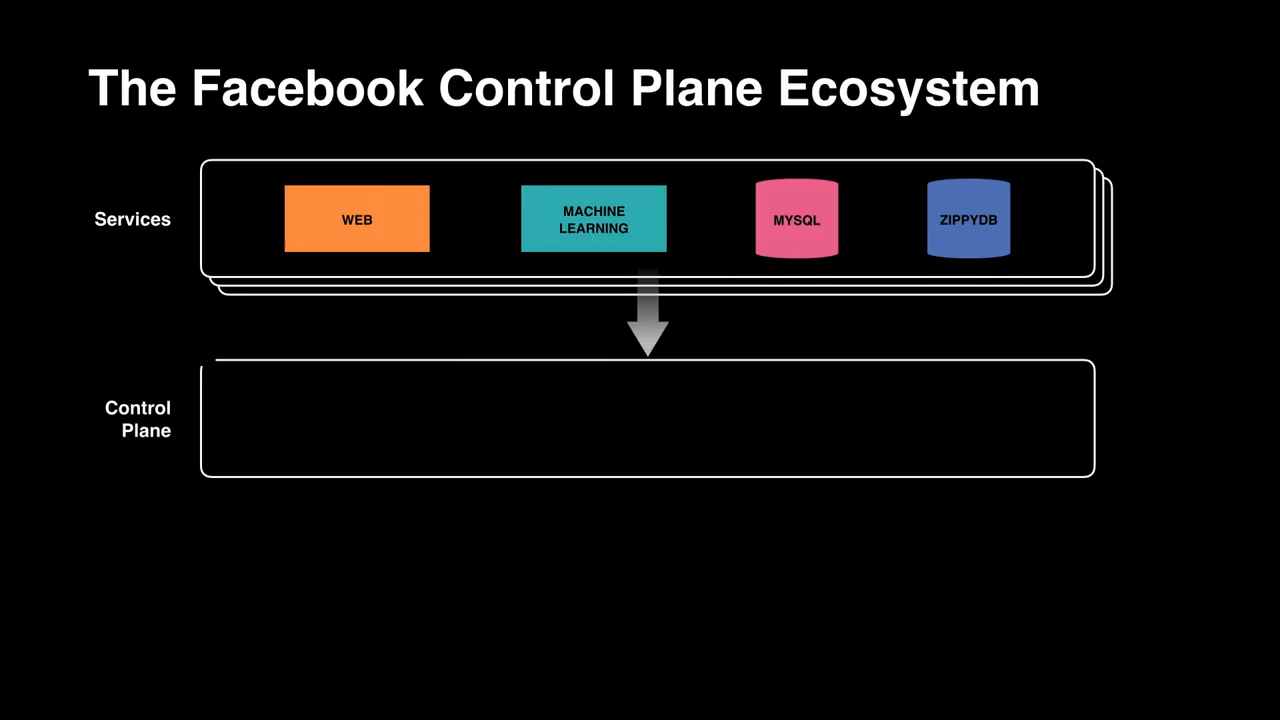 The Facebook Control Plane Ecosystem
Services
WEB
MACHINE
LEARNING
MYSQL
ZIPPYDB
Control
Plane